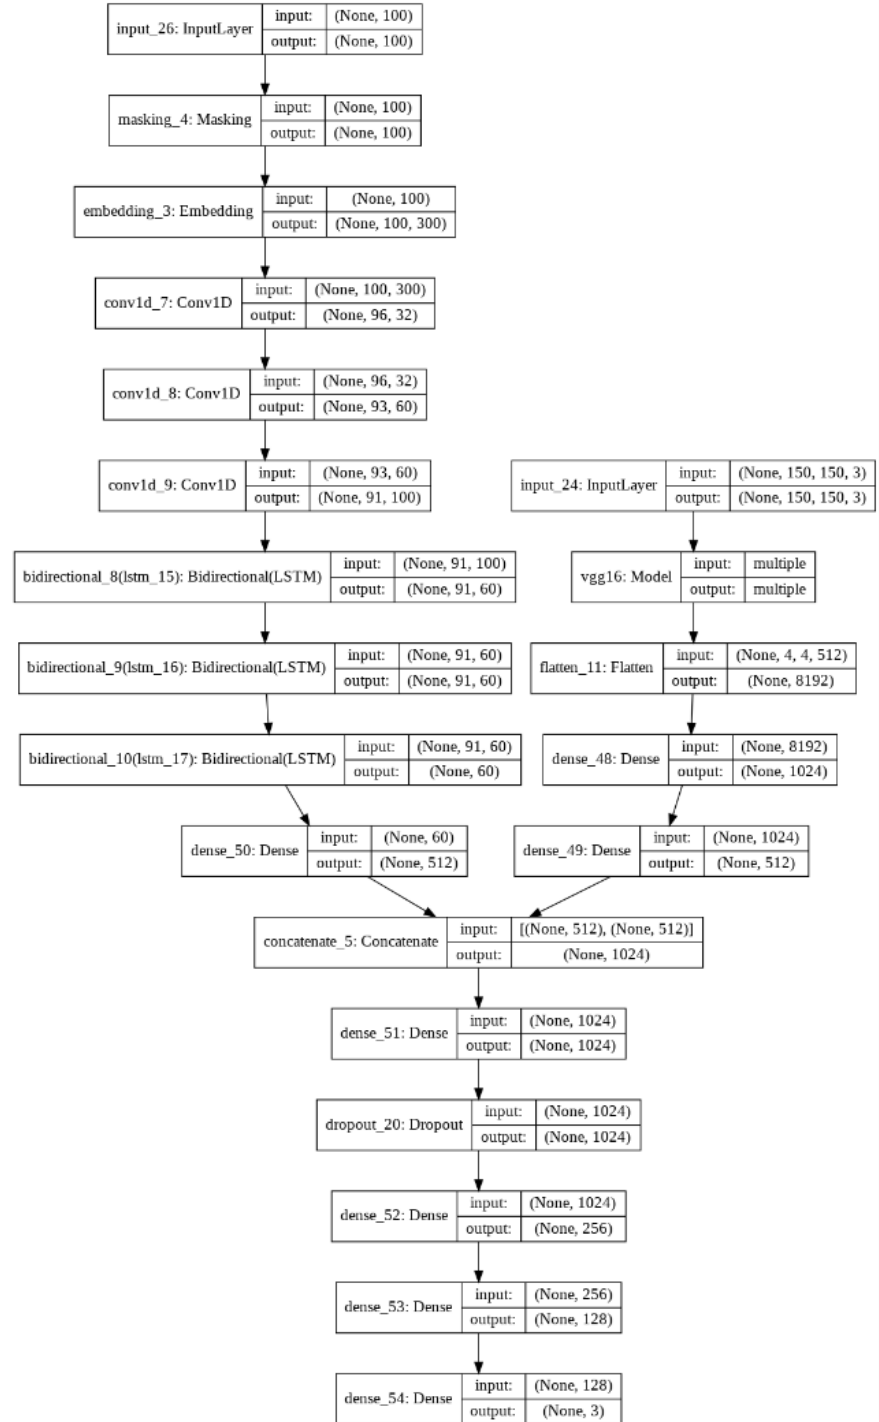 input_26: InputLayer
input: (None, 100)
output: (None, 100)
masking_4: Masking
input: (None, 100)
output: (None, 100)
embedding_3: Embedding
input: (None, 100)
output: (None, 100, 300)
conv1d_7: Conv1D
input: (None, 100, 300)
output: (None, 96, 32)
conv1d_8: Conv1D
input: (None, 96, 32)
output: (None, 93, 60)
conv1d_9: Conv1D
input: (None, 93, 60)
output: (None, 91, 100)
input_24: InputLayer
input: (None, 150, 150, 3)
output: (None, 150, 150, 3)
bidirectional_8(lstm_15): Bidirectional(LSTM)
input: (None, 91, 100)
output: (None, 91, 60)
vgg16: Model
input: multiple
output: multiple
bidirectional_9(lstm_16): Bidirectional(LSTM)
input: (None, 91, 60)
output: (None, 91, 60)
flatten_11: Flatten
input: (None, 4, 4, 512)
output: (None, 8192)
bidirectional_10(lstm_17): Bidirectional(LSTM)
input: (None, 91, 60)
output: (None, 60)
dense_48: Dense
input: (None, 8192)
output: (None, 1024)
dense_50: Dense
input: (None, 60)
output: (None, 512)
dense_49: Dense
input: (None, 1024)
output: (None, 512)
concatenate_5: Concatenate
input: [(None, 512), (None, 512)]
output: (None, 1024)
dense_51: Dense
input: (None, 1024)
output: (None, 1024)
dropout_20: Dropout
input: (None, 1024)
output: (None, 1024)
dense_52: Dense
input: (None, 1024)
output: (None, 256)
dense_53: Dense
input: (None, 256)
output: (None, 128)
dense_54: Dense
input: (None, 128)
output: (None, 3)